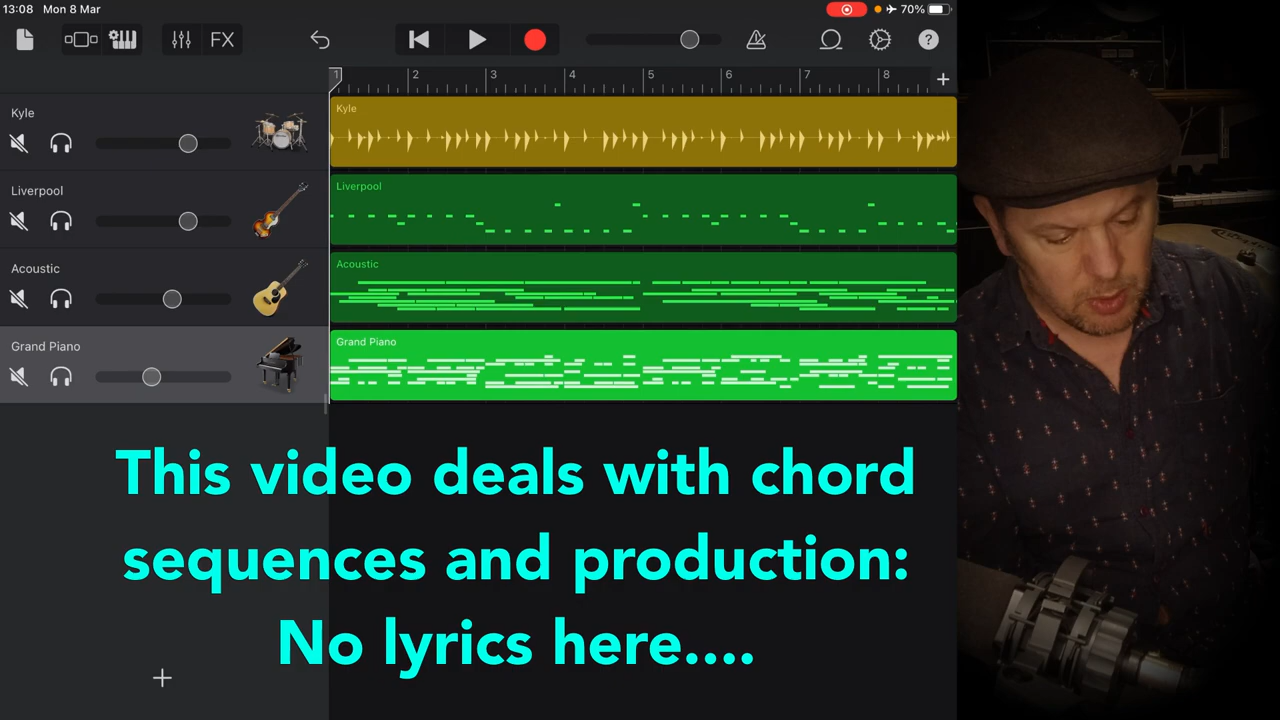 13:08 Mon 8 Mar
70%
FX
?
1 2 3 4 5 6 7 8
Kyle
Kyle
Liverpool
Liverpool
Acoustic
Acoustic
Grand Piano
Grand Piano
This video deals with chord
sequences and production:
No lyrics here....